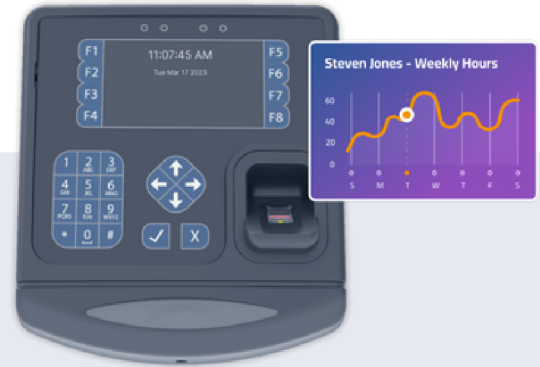 11:07:45 AM
Tue Mar 17 2023
F1
F2
F3
F4
F5
F6
F7
F8
1
2 ABC
3 DEF
4 GHI
5 JKL
6 MNO
7 PQRS
8 TUV
9 WXYZ
*
0
#
X
Steven Jones - Weekly Hours
60
40
20
0
S M T W T F S